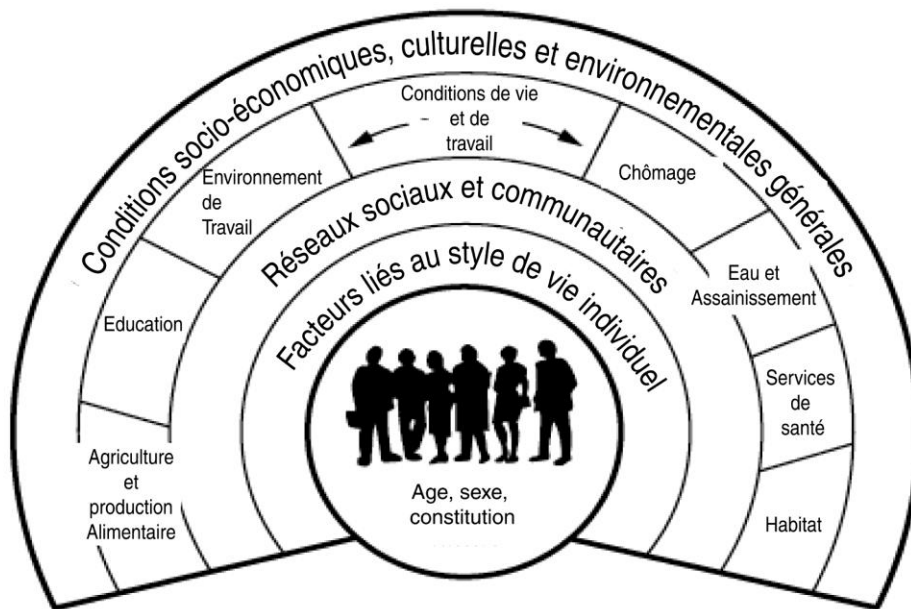 Conditions socio-économiques, culturelles et environnementales générales
Conditions de vie
et de
travail
Environnement
de
Travail
Chômage
Réseaux sociaux et communautaires
Education
Eau et
Assainissement
Facteurs liés au style de vie individuel
Services
de
santé
Agriculture
et
production
Alimentaire
Habitat
Age, sexe,
constitution